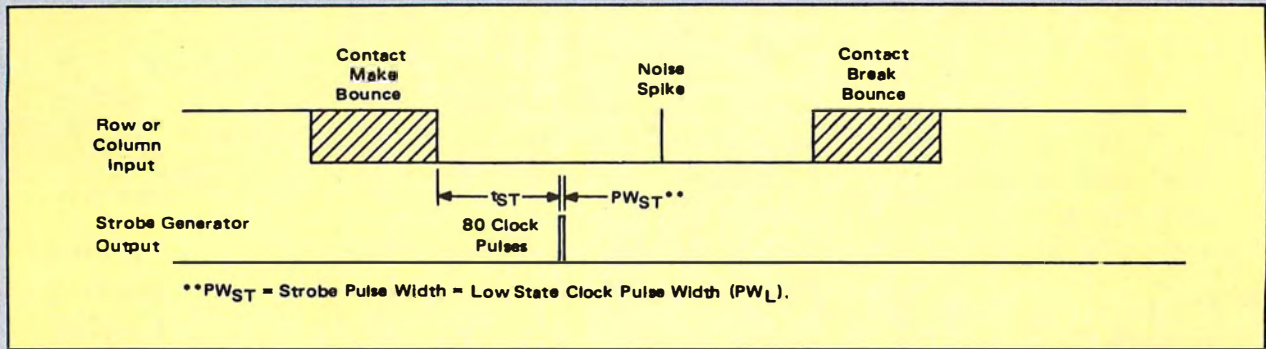 Contact
Make
Bounce
Noise
Spike
Contact
Break
Bounce
Row or
Column
Input
tST
PWST**
Strobe Generator
Output
80 Clock
Pulses
**PWST = Strobe Pulse Width = Low State Clock Pulse Width (PWL).